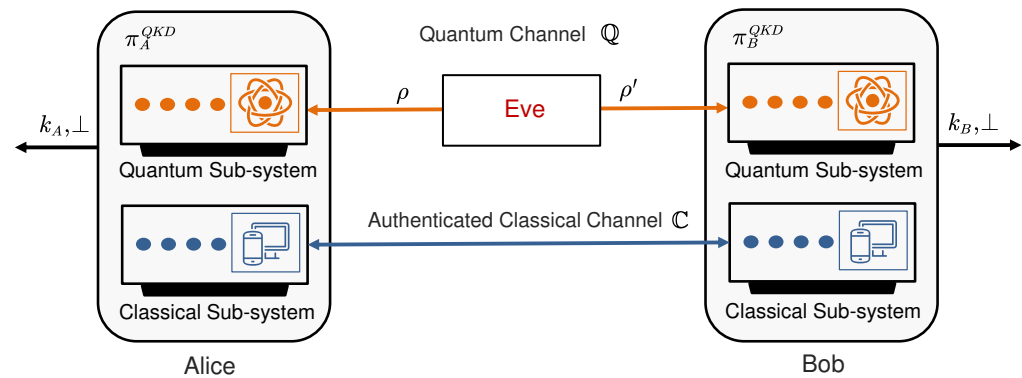 π_A^{QKD}
Quantum Channel ℚ
π_B^{QKD}
ρ
Eve
ρ′
k_A, ⊥
k_B, ⊥
Quantum Sub-system
Quantum Sub-system
Authenticated Classical Channel ℂ
Classical Sub-system
Classical Sub-system
Alice
Bob